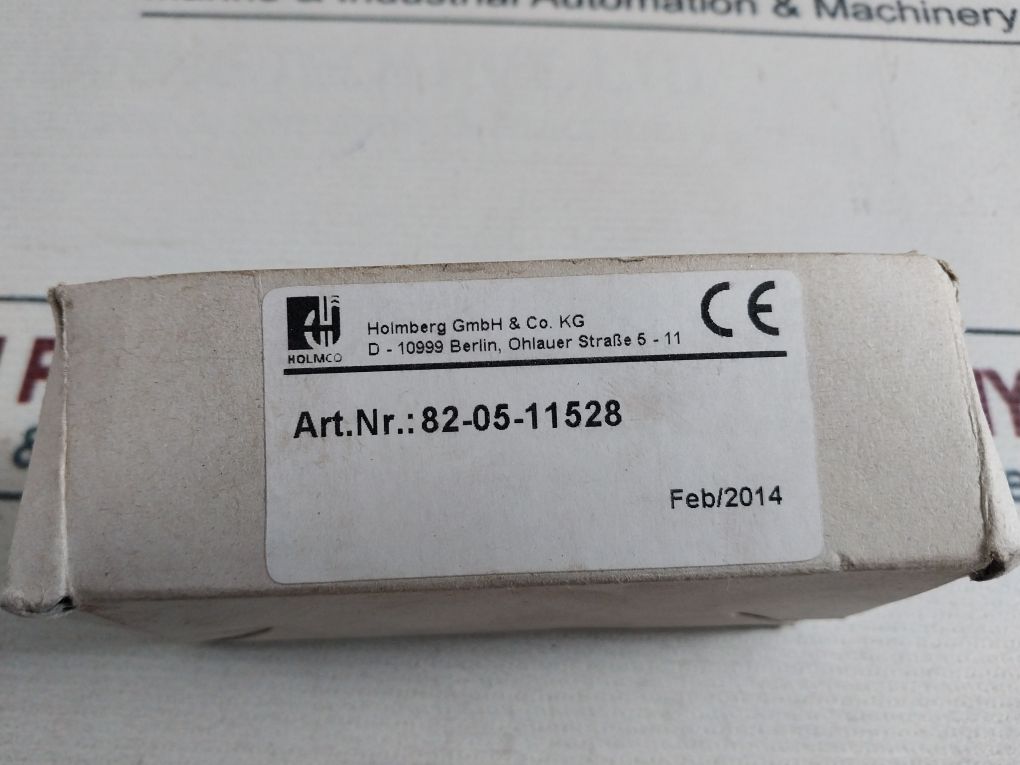 & Industrial Automation & Machinery
HOLMCO
Holmberg GmbH & Co. KG
D - 10999 Berlin, Ohlauer Straße 5 - 11
CE
Art.Nr.: 82-05-11528
Feb/2014